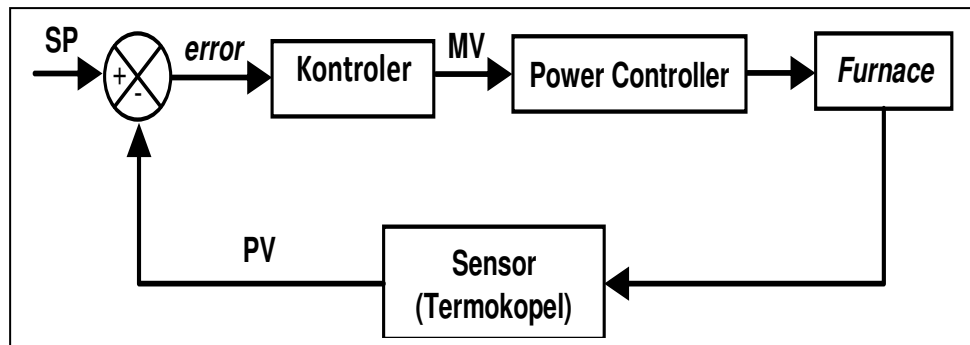 SP
+
-
error
Kontroler
MV
Power Controller
Furnace
PV
Sensor
(Termokopel)